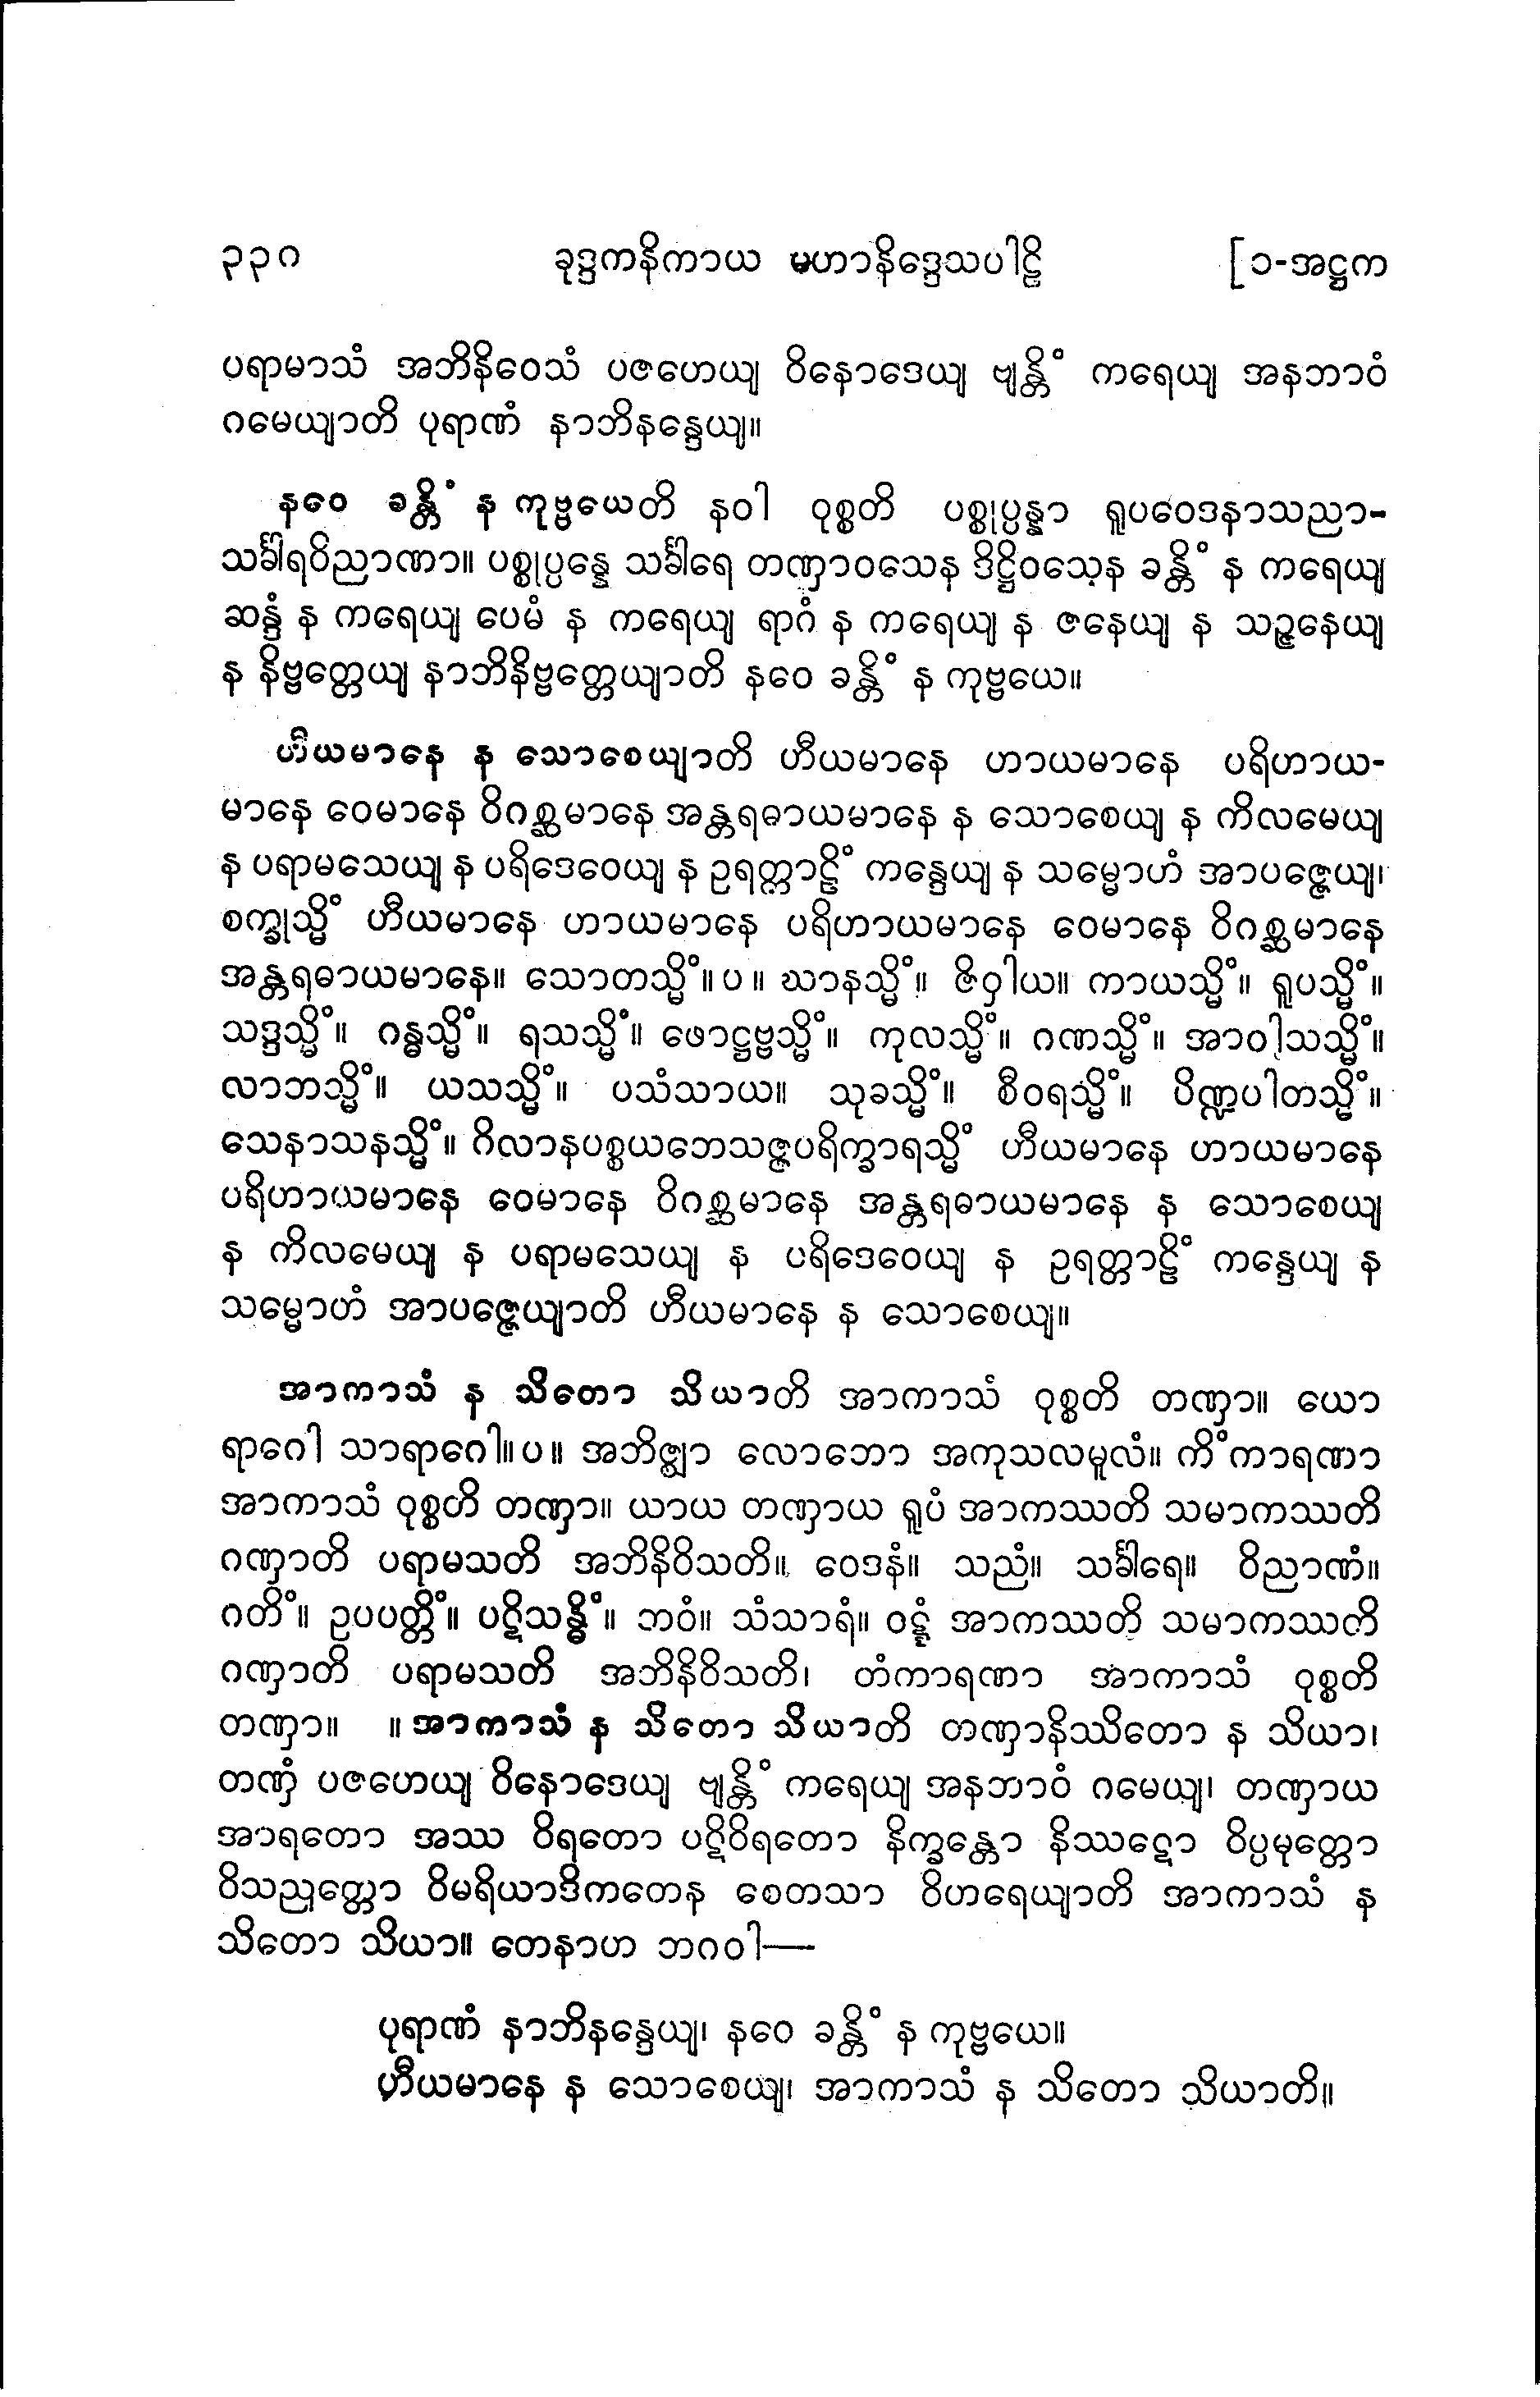 ၃၃ဂ ခုဒ္ဒကနိကာယ မဟာနိဒ္ဒေသပါဠိ [၁-အဋ္ဌက
ပရာမာသံ အဘိနိဝေသံ ပဇဟေယျ ဝိနောဒေယျ ဗျန္တိံ ကရေယျ အနဘာဝံ
ဂမေယျာတိ ပုရာဏံ နာဘိနန္ဒေယျ။
နဝေ ခန္တိံ န ကုဗ္ဗယေတိ နဝါ ဝုစ္စတိ ပစ္စုပ္ပန္နာ ရူပဝေဒနာသညာ-
သင်္ခါရဝိညာဏာ။ ပစ္စုပ္ပန္နေ သင်္ခါရေ တဏှာဝသေန ဒိဋ္ဌိဝသေန ခန္တိံ န ကရေယျ
ဆန္ဒံ န ကရေယျ ပေမံ န ကရေယျ ရာဂံ န ကရေယျ န ဇနေယျ န သဉ္ဇနေယျ
န နိဗ္ဗတ္တေယျ နာဘိနိဗ္ဗတ္တေယျာတိ နဝေ ခန္တိံ န ကုဗ္ဗယေ။
ဟီယမာနေ န သောစေယျာတိ ဟီယမာနေ ဟာယမာနေ ပရိဟာယ-
မာနေ ဝေမာနေ ဝိဂစ္ဆမာနေ အန္တရဓာယမာနေ န သောစေယျ န ကိလမေယျ
န ပရာမသေယျ န ပရိဒေဝေယျ န ဥရတ္တာဠိံ ကန္ဒေယျ န သမ္မောဟံ အာပဇ္ဇေယျ၊
စက္ခုသ္မိံ ဟီယမာနေ ဟာယမာနေ ပရိဟာယမာနေ ဝေမာနေ ဝိဂစ္ဆမာနေ
အန္တရဓာယမာနေ။ သောတသ္မိံ။ပ။ ဃာနသ္မိံ။ ဇိဝှါယ။ ကာယသ္မိံ။ ရူပသ္မိံ။
သဒ္ဒသ္မိံ။ ဂန္ဓသ္မိံ။ ရသသ္မိံ။ ဖောဋ္ဌဗ္ဗသ္မိံ။ ကုလသ္မိံ။ ဂဏသ္မိံ။ အာဝါသသ္မိံ။
လာဘသ္မိံ။ ယသသ္မိံ။ ပသံသာယ။ သုခသ္မိံ။ စီဝရသ္မိံ။ ပိဏ္ဍပါတသ္မိံ။
သေနာသနသ္မိံ။ ဂိလာနပစ္စယဘေသဇ္ဇပရိက္ခာရသ္မိံ ဟီယမာနေ ဟာယမာနေ
ပရိဟာယမာနေ ဝေမာနေ ဝိဂစ္ဆမာနေ အန္တရဓာယမာနေ န သောစေယျ
န ကိလမေယျ န ပရာမသေယျ န ပရိဒေဝေယျ န ဥရတ္တာဠိံ ကန္ဒေယျ န
သမ္မောဟံ အာပဇ္ဇေယျာတိ ဟီယမာနေ န သောစေယျ။
အာကာသံ န သိတော သိယာတိ အာကာသံ ဝုစ္စတိ တဏှာ။ ယော
ရာဂေါ သာရာဂေါ။ပ။ အဘိဇ္ဈာ လောဘော အကုသလမူလံ။ ကိံကာရဏာ
အာကာသံ ဝုစ္စတိ တဏှာ။ ယာယ တဏှာယ ရူပံ အာကဿတိ သမာကဿတိ
ဂဏှာတိ ပရာမသတိ အဘိနိဝိသတိ။ ဝေဒနံ။ သညံ။ သင်္ခါရေ။ ဝိညာဏံ။
ဂတိံ။ ဥပပတ္တိံ။ ပဋိသန္ဓိံ။ ဘဝံ။ သံသာရံ။ ဝဋ္ဋံ အာကဿတိ သမာကဿတိ
ဂဏှာတိ ပရာမသတိ အဘိနိဝိသတိ၊ တံကာရဏာ အာကာသံ ဝုစ္စတိ
တဏှာ။ ။အာကာသံ န သိတော သိယာတိ တဏှာနိဿိတော န သိယာ၊
တဏှံ ပဇဟေယျ ဝိနောဒေယျ ဗျန္တိံ ကရေယျ အနဘာဝံ ဂမေယျ၊ တဏှာယ
အာရတော အဿ ဝိရတော ပဋိဝိရတော နိက္ခန္တော နိဿဋော ဝိပ္ပမုတ္တော
ဝိသညုတ္တော ဝိမရိယာဒိကတေန စေတသာ ဝိဟရေယျာတိ အာကာသံ န
သိတော သိယာ။ တေနာဟ ဘဂဝါ—
ပုရာဏံ နာဘိနန္ဒေယျ၊ နဝေ ခန္တိံ န ကုဗ္ဗယေ။
ဟီယမာနေ န သောစေယျ၊ အာကာသံ န သိတော သိယာတိ။